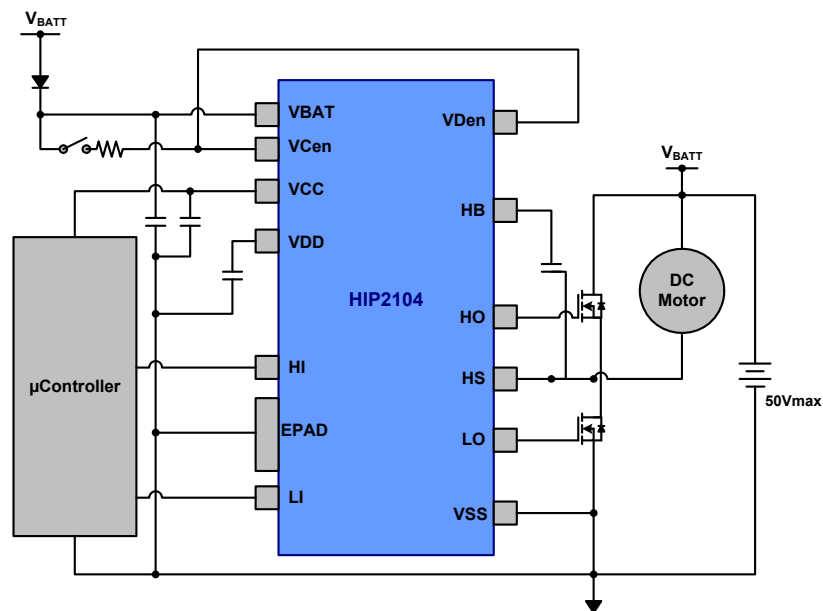 VBATT
VBAT
VDen
VCen
VBATT
VCC
HB
VDD
DC
Motor
HIP2104
HO
µController
HI
HS
50Vmax
EPAD
LO
LI
VSS